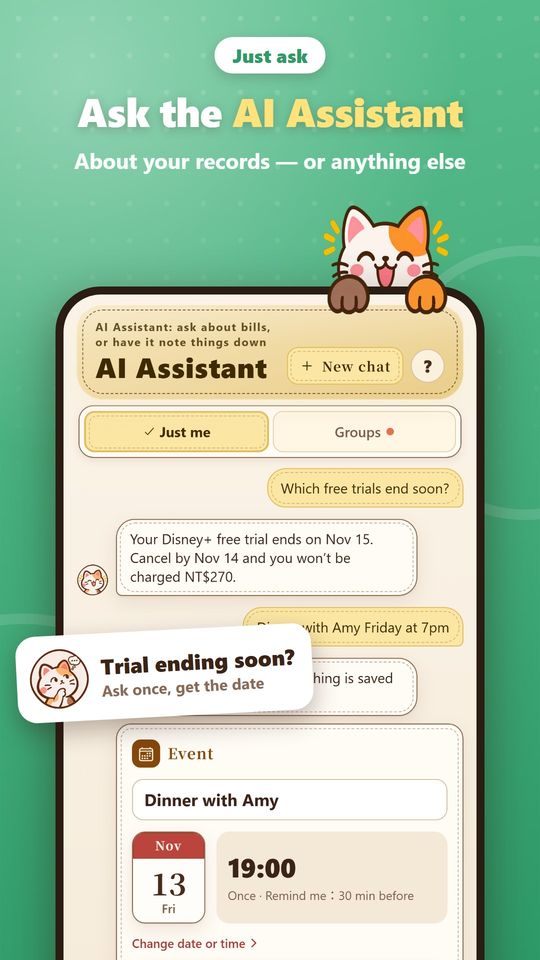 Just ask
Ask the AI Assistant
About your records — or anything else
AI Assistant: ask about bills,
or have it note things down
AI Assistant
+ New chat
?
✓ Just me
Groups
Which free trials end soon?
Your Disney+ free trial ends on Nov 15.
Cancel by Nov 14 and you won't be
charged NT$270.
with Amy Friday at 7pm
is saved
Trial ending soon?
Ask once, get the date
Event
Dinner with Amy
Nov
13
Fri
19:00
Once · Remind me：30 min before
Change date or time >